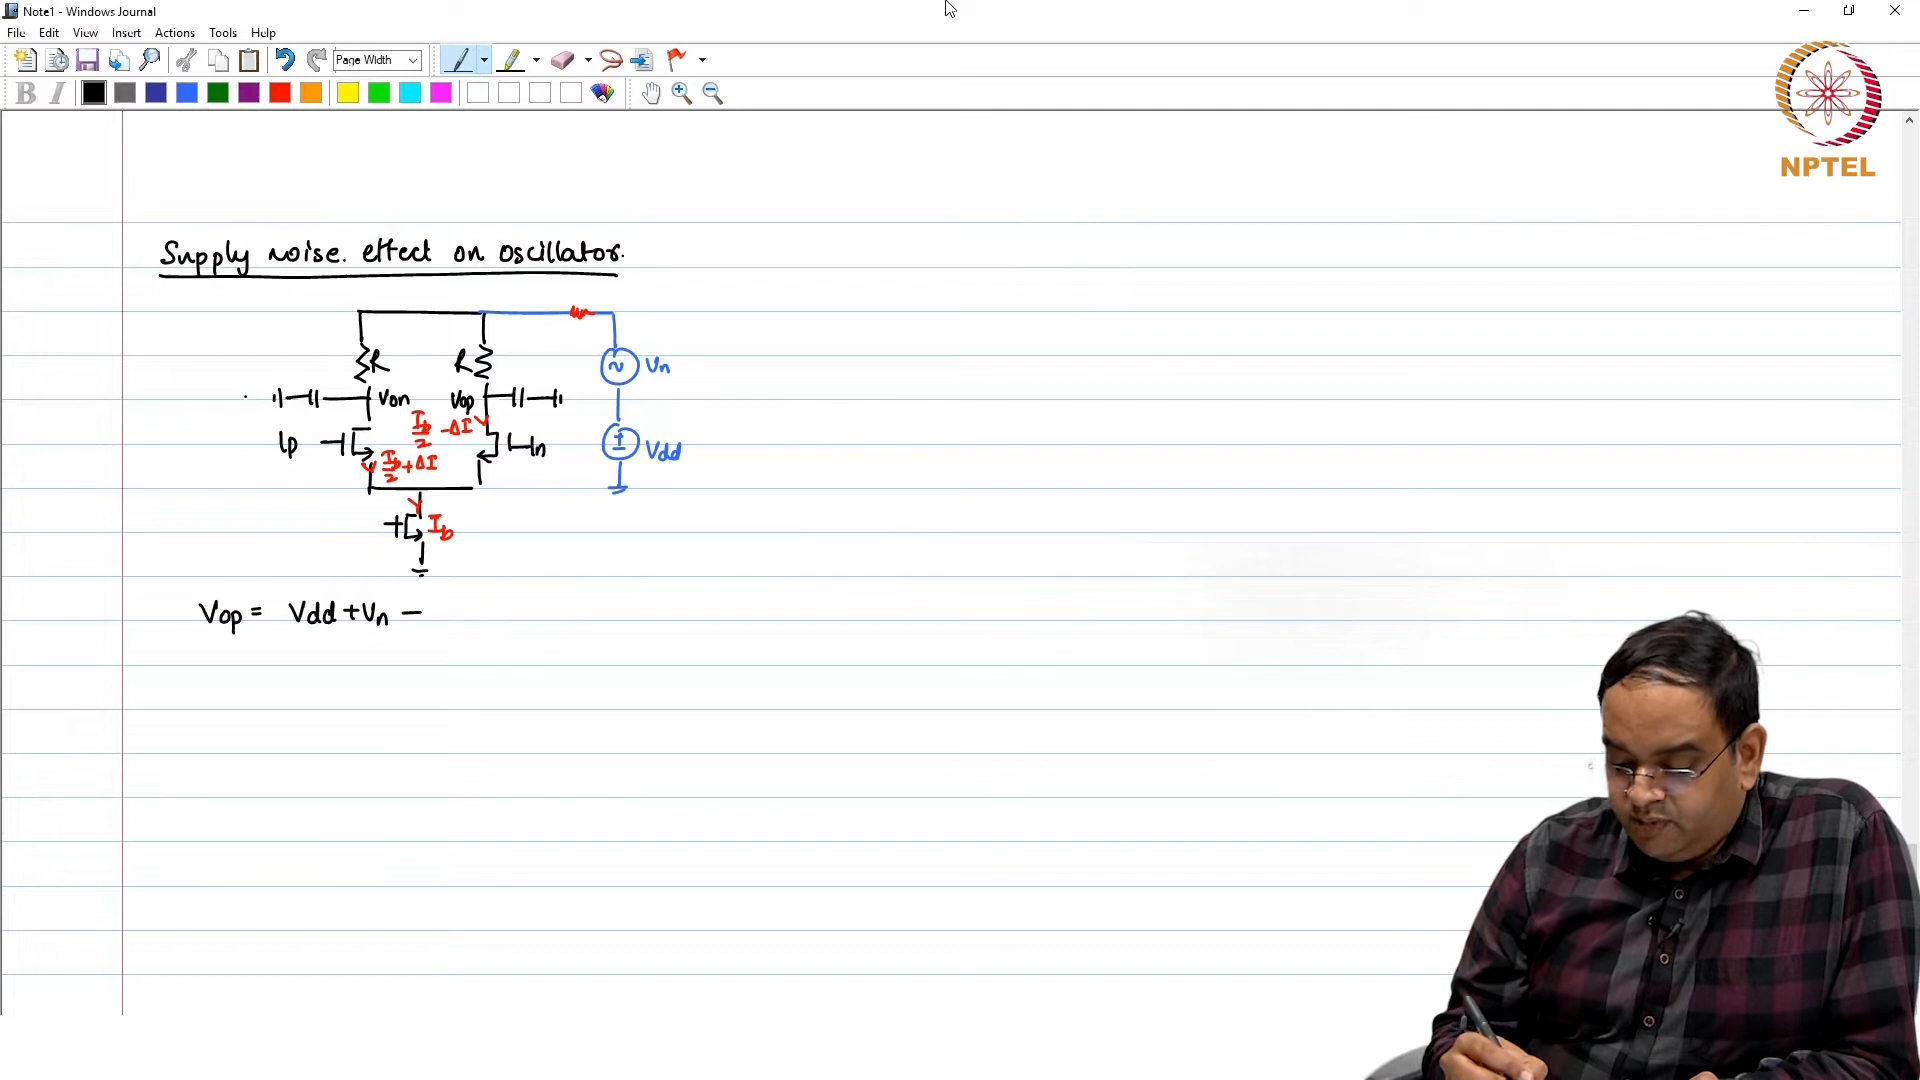 Note1 - Windows Journal
File Edit View Insert Actions Tools Help
Page Width
B I
NPTEL
Supply noise. effect on oscillator.
R R Vn
Von Vop
Ib/2 - ΔI
Ip In Vdd
Ib/2 + ΔI
Ib
Vop = Vdd + Vn -